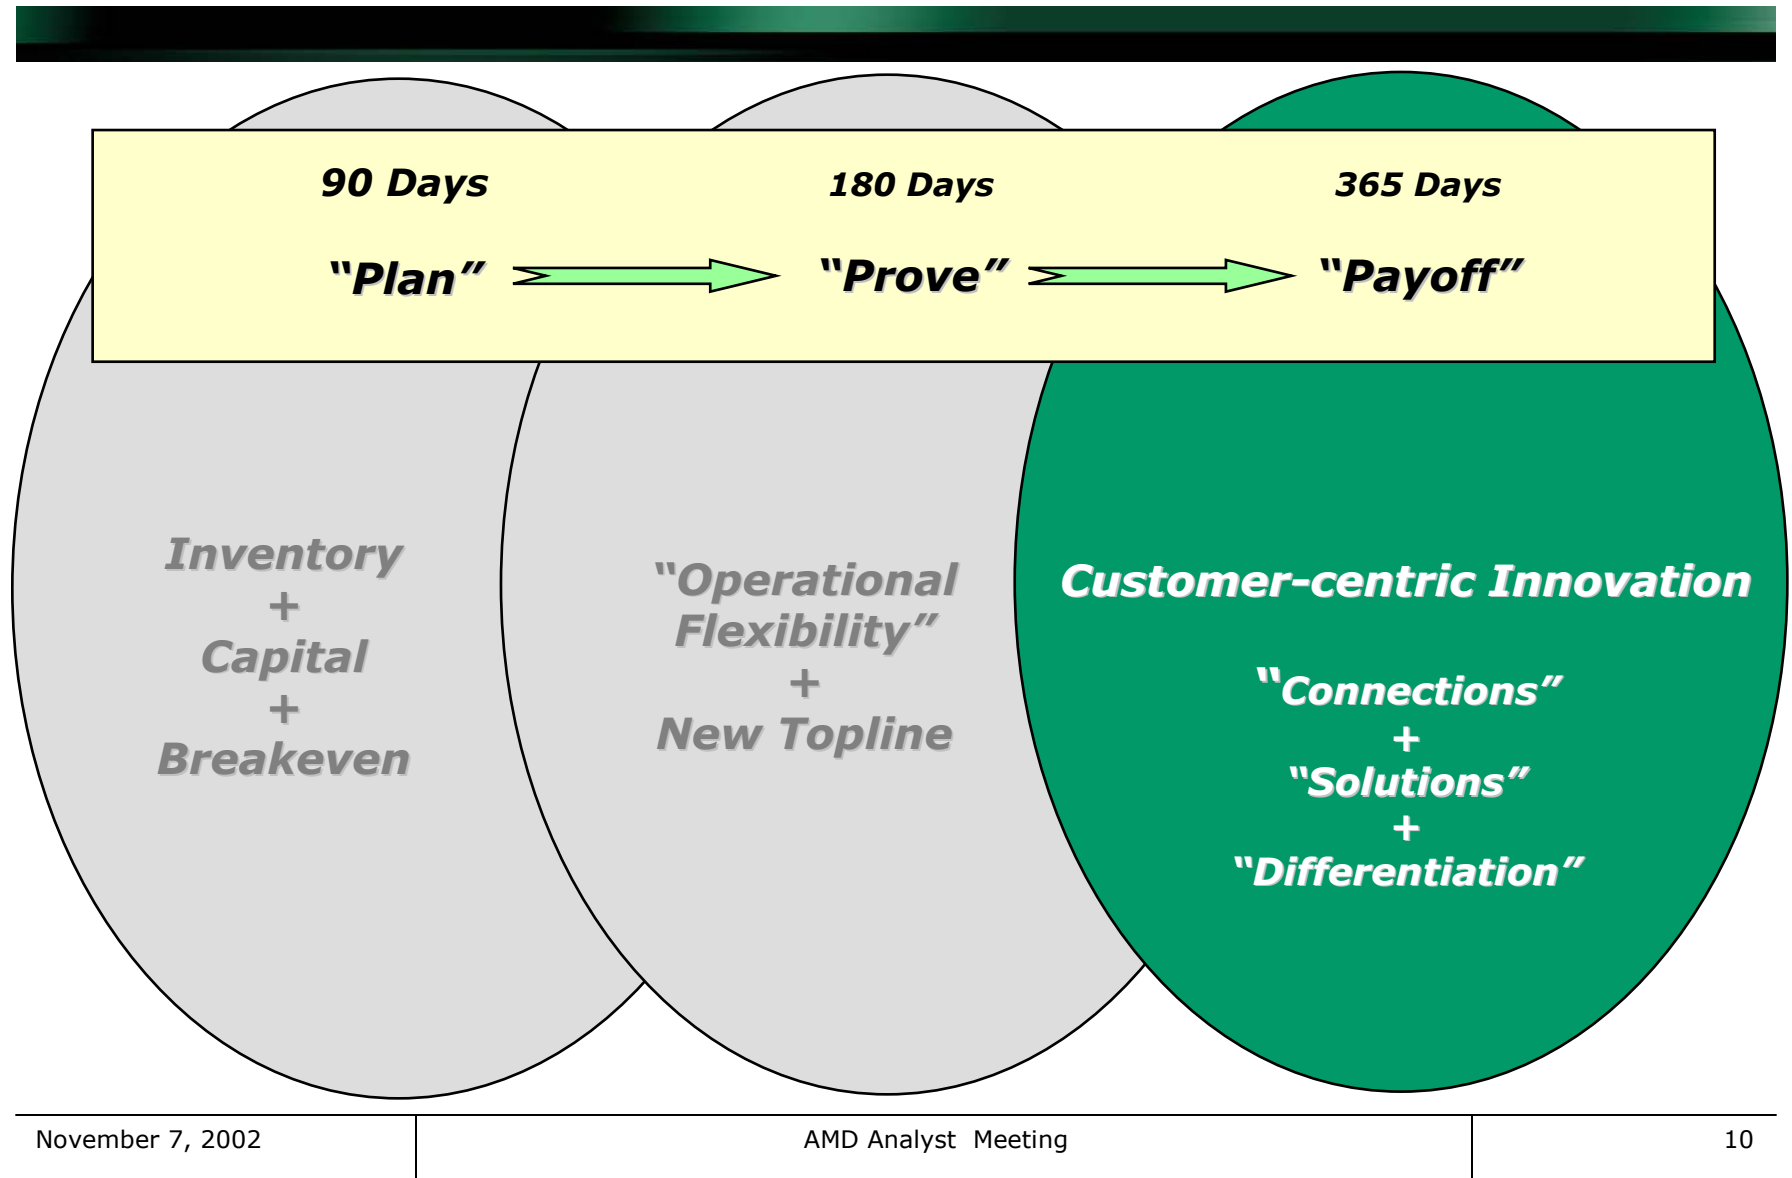 90 Days
180 Days
365 Days
“Plan”
“Prove”
“Payoff”
Inventory
+
Capital
+
Breakeven
“Operational
Flexibility”
+
New Topline
Customer-centric Innovation
“Connections”
+
“Solutions”
+
“Differentiation”
November 7, 2002
AMD Analyst  Meeting
10